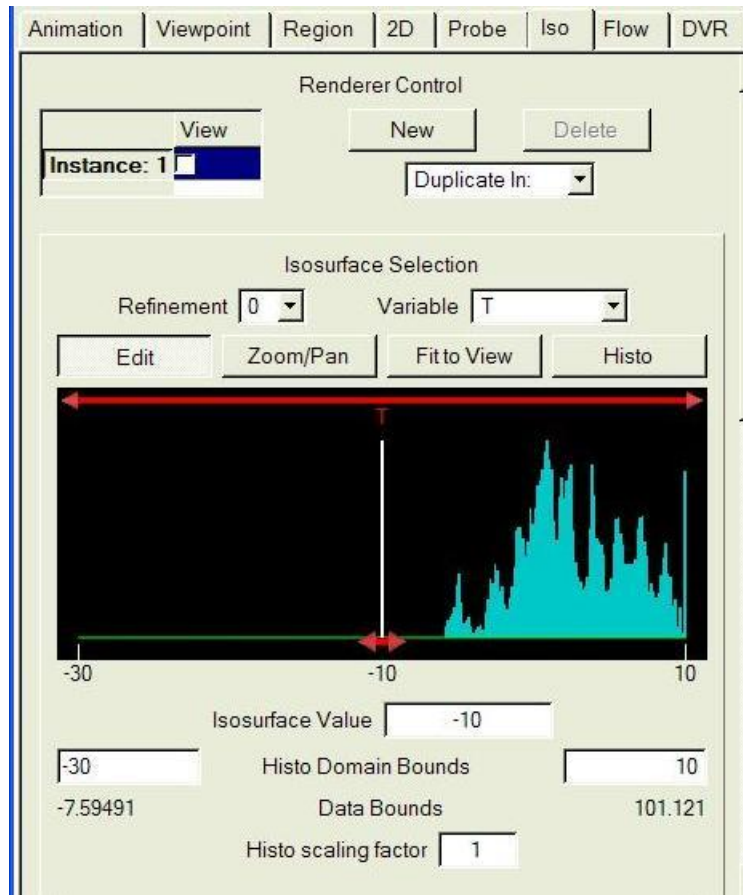 Animation Viewpoint Region 2D Probe Iso Flow DVR
Renderer Control
View New Delete
Instance: 1
Duplicate In:
Isosurface Selection
Refinement 0 Variable T
Edit Zoom/Pan Fit to View Histo
T
-30 -10 10
Isosurface Value -10
-30 Histo Domain Bounds 10
-7.59491 Data Bounds 101.121
Histo scaling factor 1